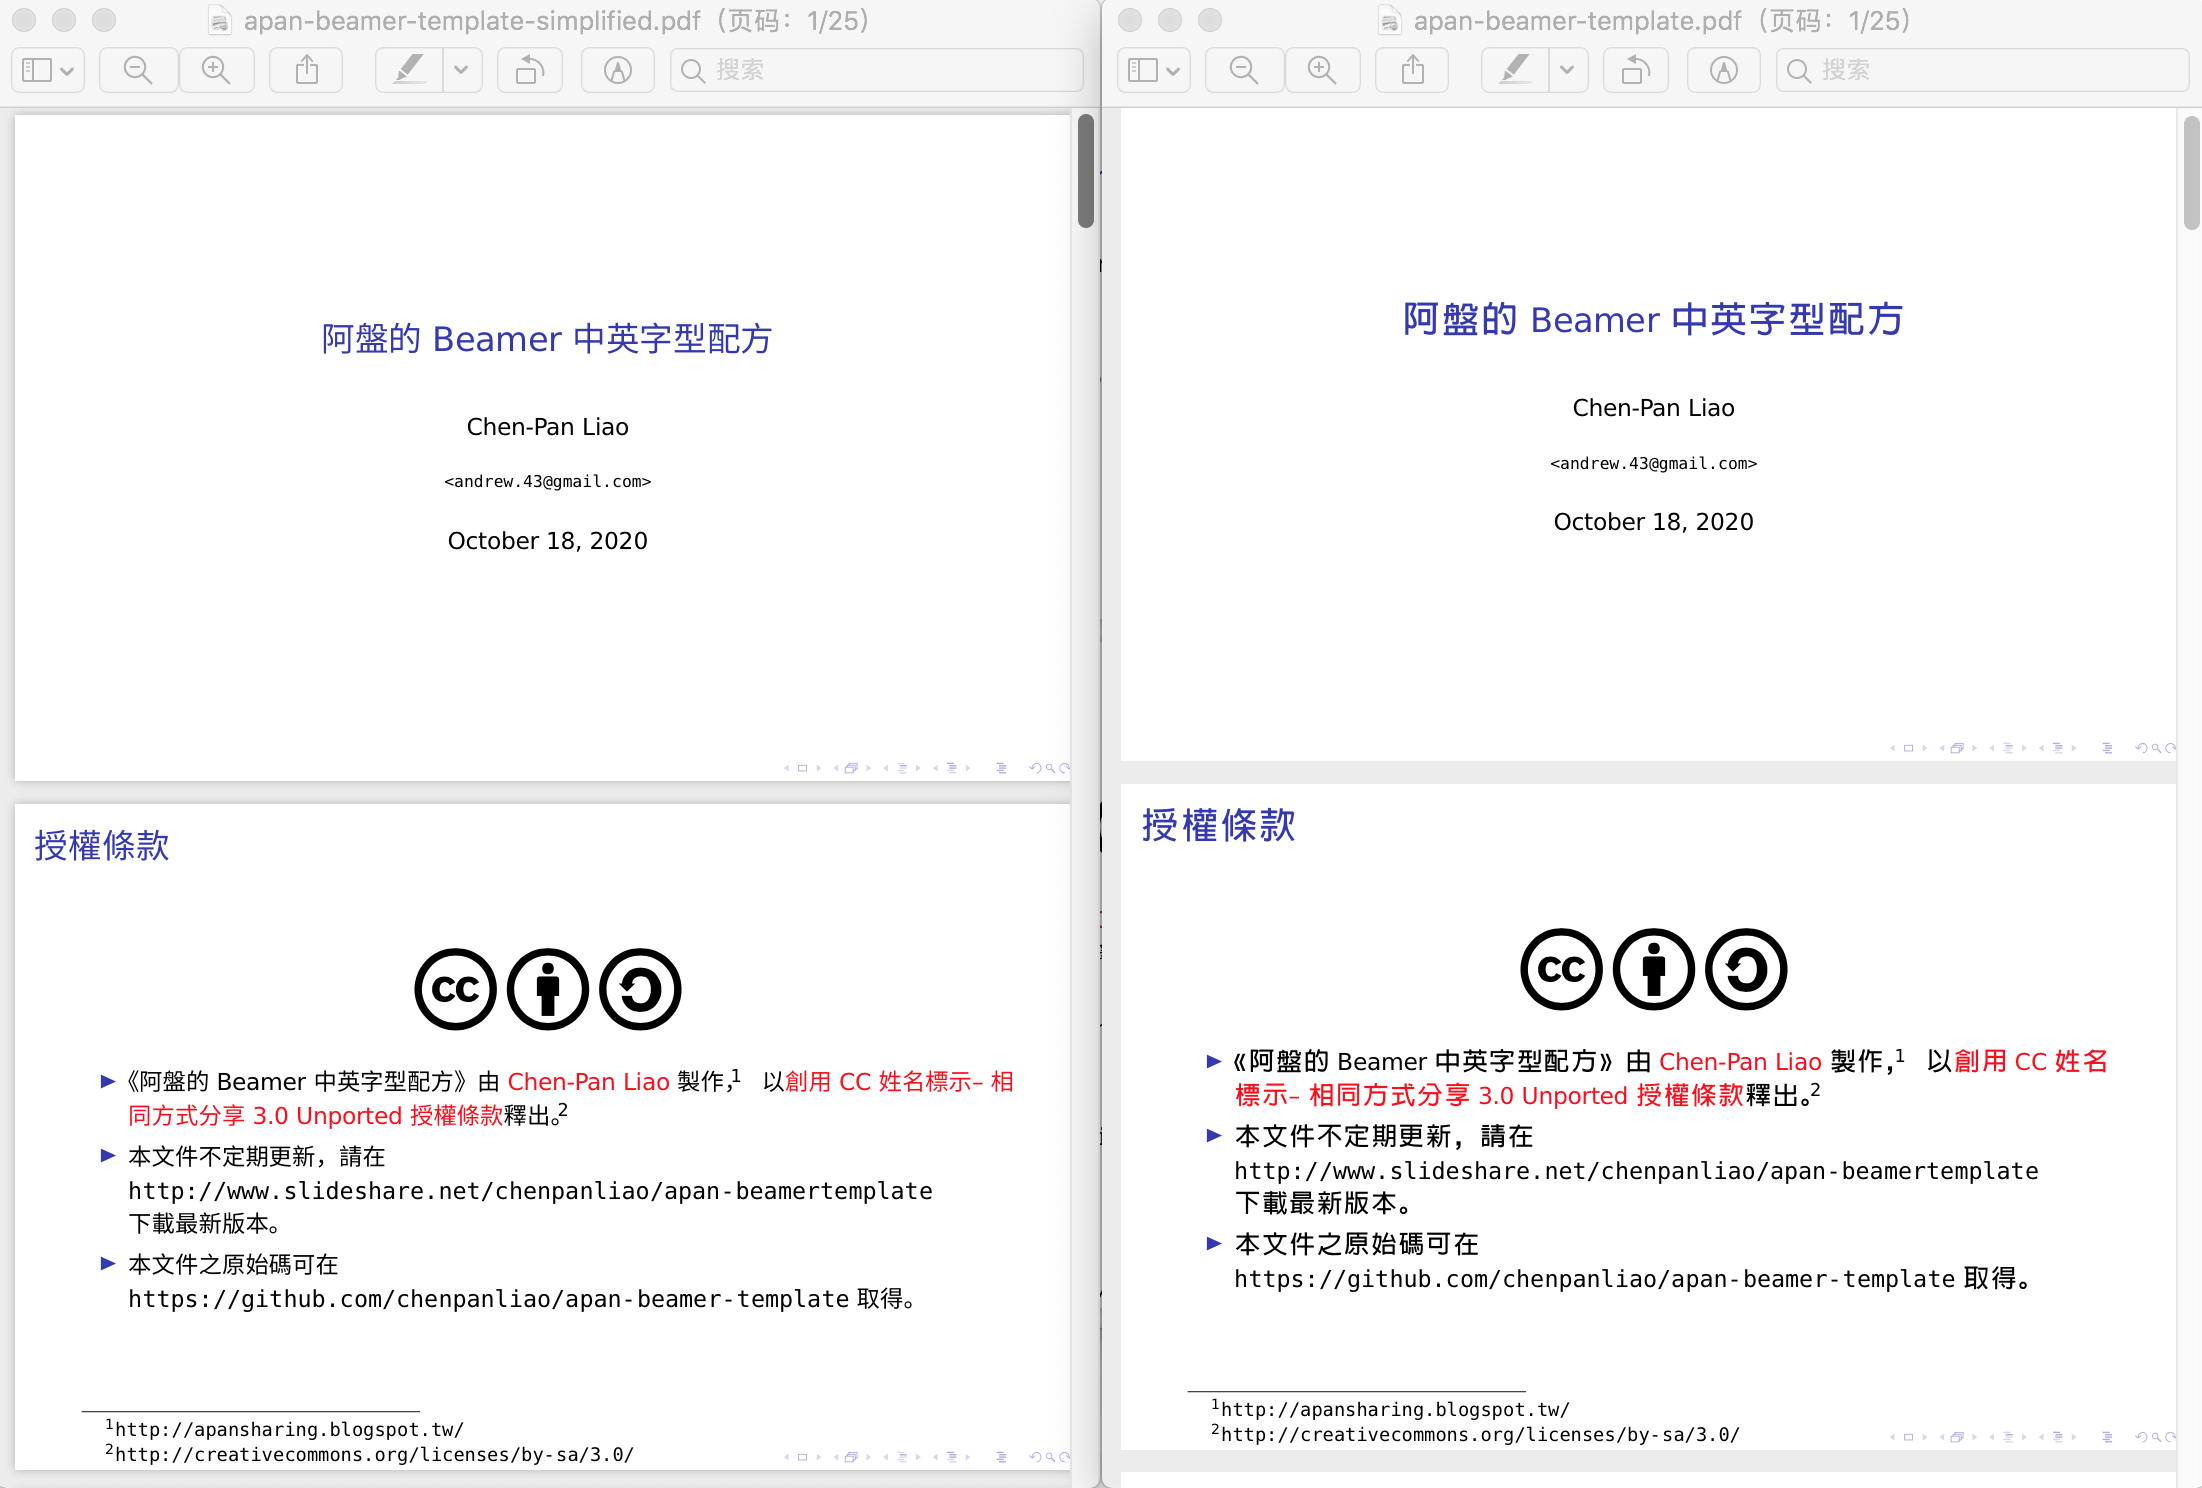 apan-beamer-template-simplified.pdf（页码：1/25）
搜索
阿盤的 Beamer 中英字型配方
Chen-Pan Liao
<andrew.43@gmail.com>
October 18, 2020
授權條款
cc
▶《阿盤的 Beamer 中英字型配方》由 Chen-Pan Liao 製作,1 以創用 CC 姓名標示– 相
同方式分享 3.0 Unported 授權條款釋出。2
▶ 本文件不定期更新，請在
http://www.slideshare.net/chenpanliao/apan-beamertemplate
下載最新版本。
▶ 本文件之原始碼可在
https://github.com/chenpanliao/apan-beamer-template 取得。
1http://apansharing.blogspot.tw/
2http://creativecommons.org/licenses/by-sa/3.0/
apan-beamer-template.pdf（页码：1/25）
搜索
阿盤的 Beamer 中英字型配方
Chen-Pan Liao
<andrew.43@gmail.com>
October 18, 2020
授權條款
cc
▶《阿盤的 Beamer 中英字型配方》由 Chen-Pan Liao 製作,1 以創用 CC 姓名
標示– 相同方式分享 3.0 Unported 授權條款釋出。2
▶ 本文件不定期更新，請在
http://www.slideshare.net/chenpanliao/apan-beamertemplate
下載最新版本。
▶ 本文件之原始碼可在
https://github.com/chenpanliao/apan-beamer-template 取得。
1http://apansharing.blogspot.tw/
2http://creativecommons.org/licenses/by-sa/3.0/